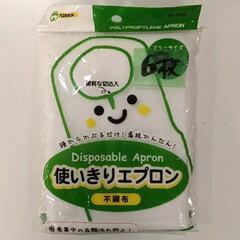 POLYPROPYLENE APRON
フリーサイズ
6枚
便利な切込入
頭からかぶるだけ!着脱かんたん!
Disposable Apron
使いきりエプロン
不織布